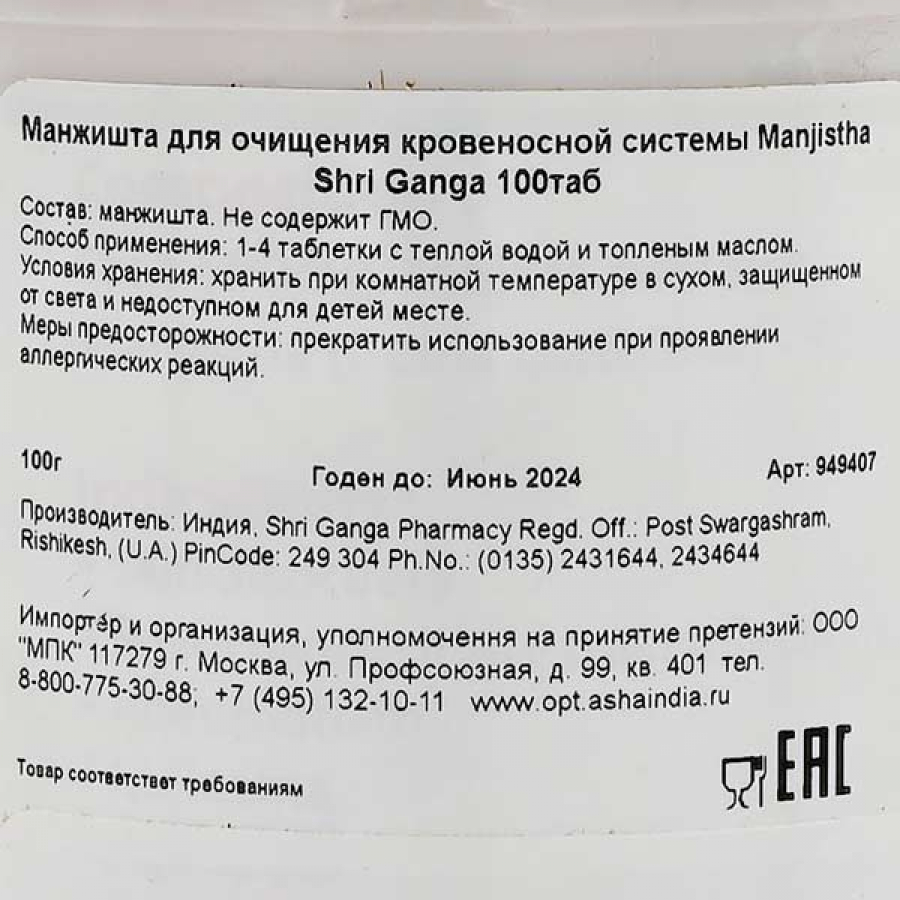 Манжишта для очищения кровеносной системы Manjistha
Shri Ganga 100таб
Состав: манжишта. Не содержит ГМО.
Способ применения: 1-4 таблетки с теплой водой и топленым маслом.
Условия хранения: хранить при комнатной температуре в сухом, защищенном
от света и недоступном для детей месте.
Меры предосторожности: прекратить использование при проявлении
аллергических реакций.
100г
Годен до: Июнь 2024
Арт: 949407
Производитель: Индия, Shri Ganga Pharmacy Regd. Off.: Post Swargashram,
Rishikesh, (U.A.) PinCode: 249 304 Ph.No.: (0135) 2431644, 2434644
Импортёр и организация, уполномочення на принятие претензий: ООО
"МПК" 117279 г. Москва, ул. Профсоюзная, д. 99, кв. 401 тел.
8-800-775-30-88; +7 (495) 132-10-11 www.opt.ashaindia.ru
Товар соответствет требованиям
EAC